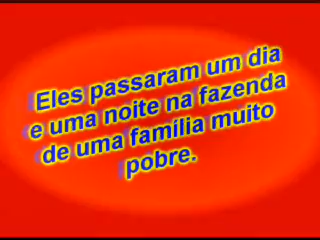 Eles passaram um dia
e uma noite na fazenda
de uma família muito
pobre.